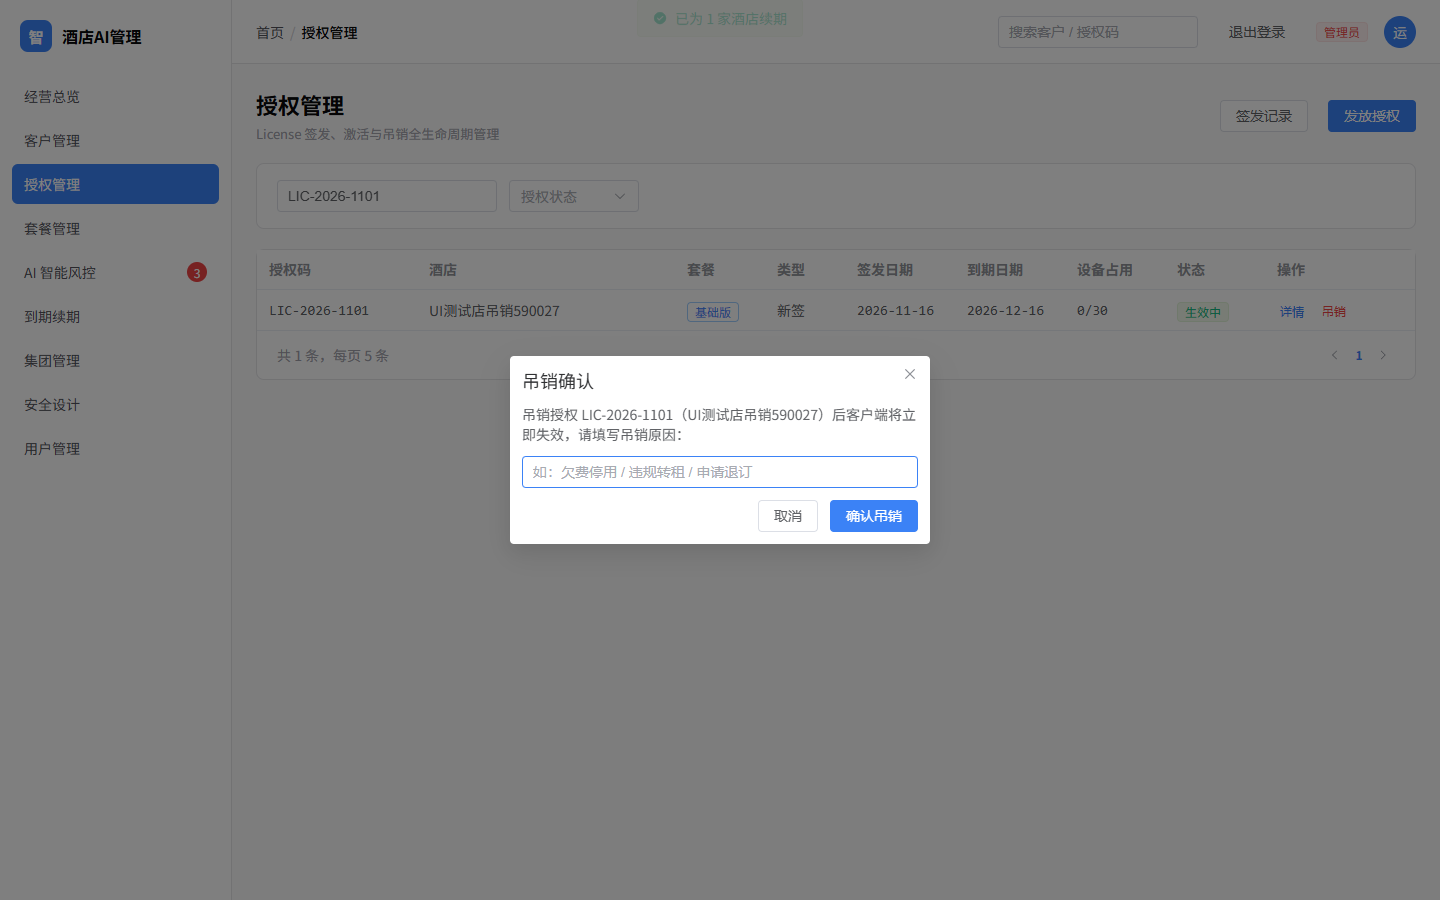 智 酒店AI管理
经营总览
客户管理
授权管理
套餐管理
AI 智能风控 3
到期续期
集团管理
安全设计
用户管理
首页 / 授权管理
已为 1 家酒店续期
搜索客户 / 授权码
退出登录
管理员
运
授权管理
License 签发、激活与吊销全生命周期管理
签发记录
发放授权
LIC-2026-1101
授权状态
授权码 酒店 套餐 类型 签发日期 到期日期 设备占用 状态 操作
LIC-2026-1101 UI测试店吊销590027 基础版 新签 2026-11-16 2026-12-16 0/30 生效中 详情 吊销
共 1 条，每页 5 条
1
吊销确认
吊销授权 LIC-2026-1101（UI测试店吊销590027）后客户端将立
即失效，请填写吊销原因：
如：欠费停用 / 违规转租 / 申请退订
取消
确认吊销